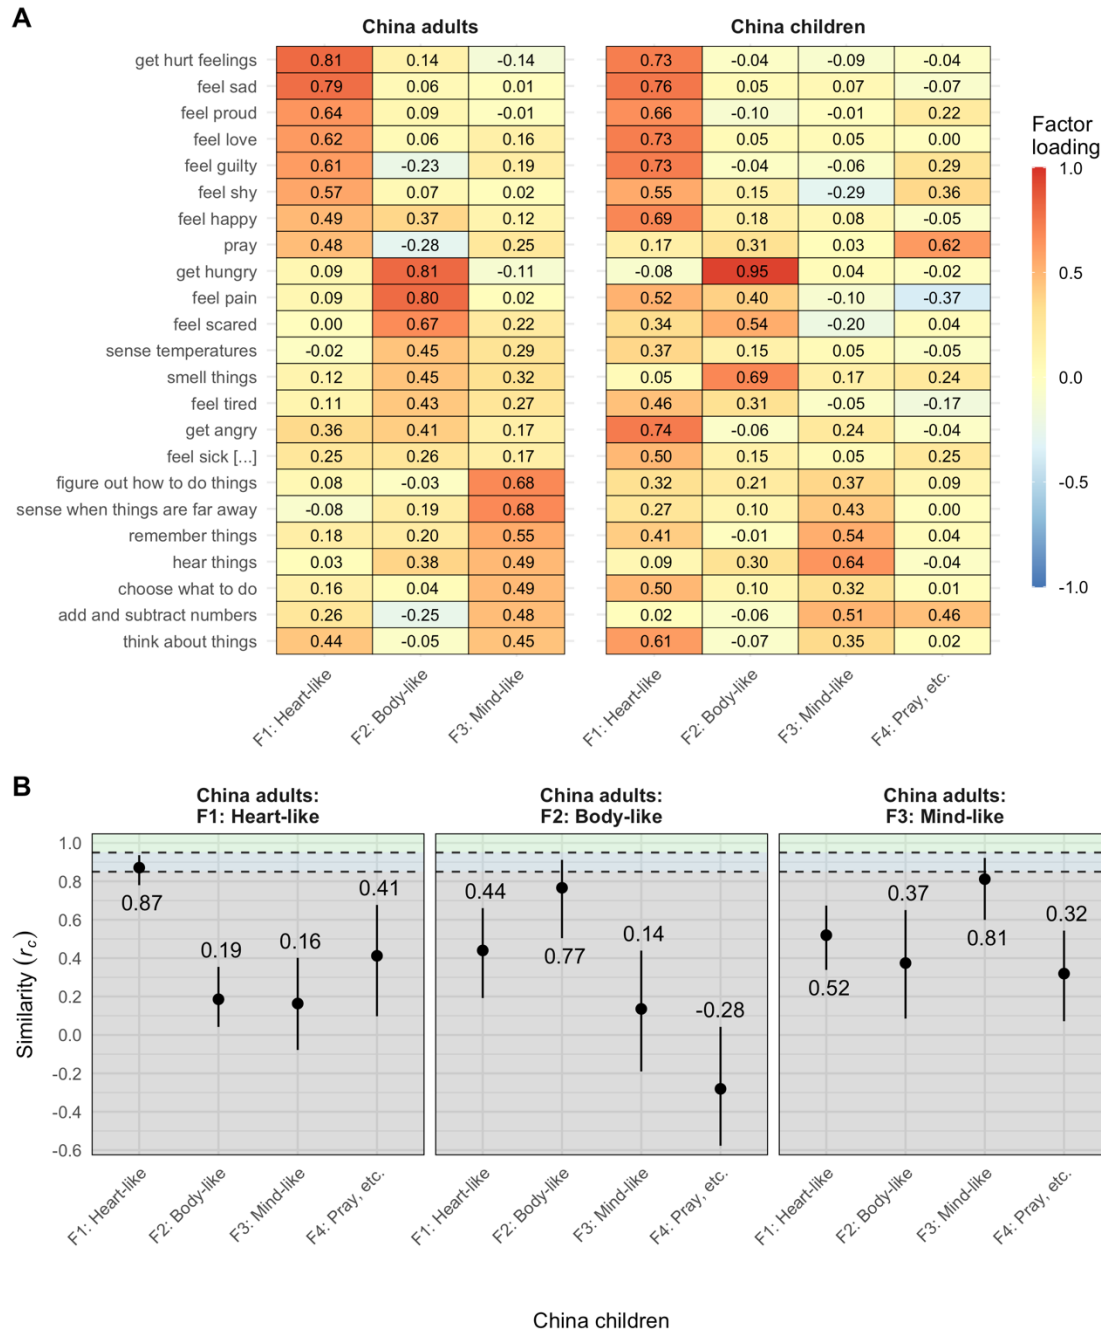 A
China adults
China children
get hurt feelings 0.81 0.14 -0.14 0.73 -0.04 -0.09 -0.04
feel sad 0.79 0.06 0.01 0.76 0.05 0.07 -0.07
feel proud 0.64 0.09 -0.01 0.66 -0.10 -0.01 0.22
feel love 0.62 0.06 0.16 0.73 0.05 0.05 0.00
feel guilty 0.61 -0.23 0.19 0.73 -0.04 -0.06 0.29
feel shy 0.57 0.07 0.02 0.55 0.15 -0.29 0.36
feel happy 0.49 0.37 0.12 0.69 0.18 0.08 -0.05
pray 0.48 -0.28 0.25 0.17 0.31 0.03 0.62
get hungry 0.09 0.81 -0.11 -0.08 0.95 0.04 -0.02
feel pain 0.09 0.80 0.02 0.52 0.40 -0.10 -0.37
feel scared 0.00 0.67 0.22 0.34 0.54 -0.20 0.04
sense temperatures -0.02 0.45 0.29 0.37 0.15 0.05 -0.05
smell things 0.12 0.45 0.32 0.05 0.69 0.17 0.24
feel tired 0.11 0.43 0.27 0.46 0.31 -0.05 -0.17
get angry 0.36 0.41 0.17 0.74 -0.06 0.24 -0.04
feel sick [...] 0.25 0.26 0.17 0.50 0.15 0.05 0.25
figure out how to do things 0.08 -0.03 0.68 0.32 0.21 0.37 0.09
sense when things are far away -0.08 0.19 0.68 0.27 0.10 0.43 0.00
remember things 0.18 0.20 0.55 0.41 -0.01 0.54 0.04
hear things 0.03 0.38 0.49 0.09 0.30 0.64 -0.04
choose what to do 0.16 0.04 0.49 0.50 0.10 0.32 0.01
add and subtract numbers 0.26 -0.25 0.48 0.02 -0.06 0.51 0.46
think about things 0.44 -0.05 0.45 0.61 -0.07 0.35 0.02
F1: Heart-like F2: Body-like F3: Mind-like
F1: Heart-like F2: Body-like F3: Mind-like F4: Pray, etc.
Factor
loading
1.0
0.5
0.0
-0.5
-1.0
B
China adults:
F1: Heart-like
China adults:
F2: Body-like
China adults:
F3: Mind-like
Similarity (rc)
1.0
0.8
0.6
0.4
0.2
0.0
-0.2
-0.4
-0.6
0.87 0.19 0.16 0.41
0.44 0.77 0.14 -0.28
0.52 0.37 0.81 0.32
F1: Heart-like F2: Body-like F3: Mind-like F4: Pray, etc.
F1: Heart-like F2: Body-like F3: Mind-like F4: Pray, etc.
F1: Heart-like F2: Body-like F3: Mind-like F4: Pray, etc.
China children